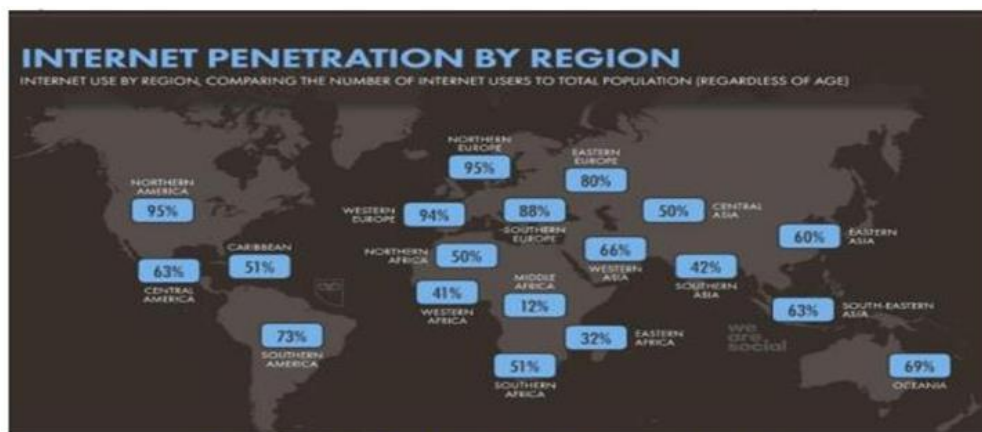 INTERNET PENETRATION BY REGION
INTERNET USE BY REGION, COMPARING THE NUMBER OF INTERNET USERS TO TOTAL POPULATION (REGARDLESS OF AGE)
NORTHERN
AMERICA
95%
CENTRAL
AMERICA
63%
CARIBBEAN
51%
SOUTHERN
AMERICA
73%
NORTHERN
EUROPE
95%
WESTERN
EUROPE
94%
EASTERN
EUROPE
80%
88%
SOUTHERN
EUROPE
NORTHERN
AFRICA
50%
41%
WESTERN
AFRICA
MIDDLE
AFRICA
12%
32%
EASTERN
AFRICA
51%
SOUTHERN
AFRICA
66%
WESTERN
ASIA
50%
CENTRAL
ASIA
42%
SOUTHERN
ASIA
60%
EASTERN
ASIA
63%
SOUTH-EASTERN
ASIA
69%
OCEANIA
we
are
social